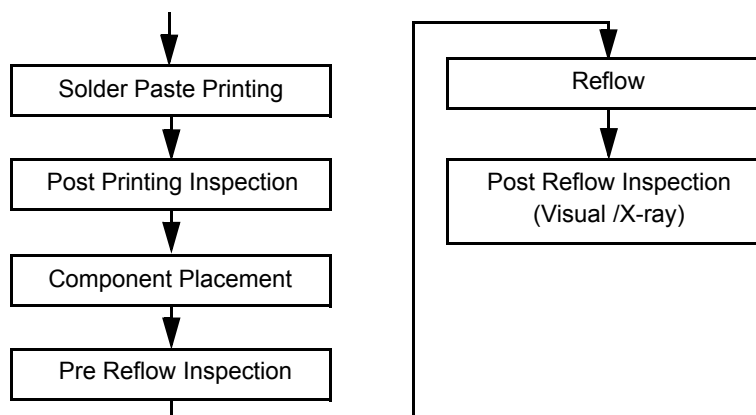 Solder Paste Printing
Post Printing Inspection
Component Placement
Pre Reflow Inspection
Reflow
Post Reflow Inspection
(Visual /X-ray)